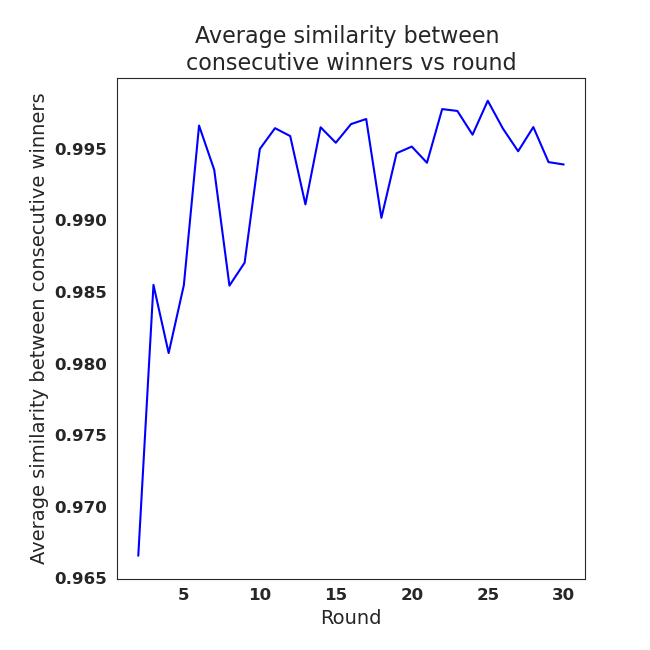 Average similarity between
consecutive winners vs round
Average similarity between consecutive winners
0.995
0.990
0.985
0.980
0.975
0.970
0.965
5 10 15 20 25 30
Round